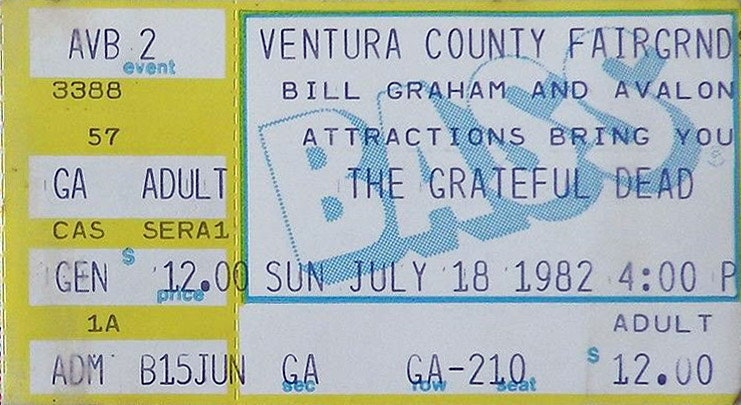 AVB 2
event
3388
57
GA ADULT
CAS SERA1
$
GEN 12.00
price
1A
ADM B15JUN
BASS
VENTURA COUNTY FAIRGRND
BILL GRAHAM AND AVALON
ATTRACTIONS BRING YOU
THE GRATEFUL DEAD
SUN JULY 18 1982 4:00 P
ADULT
GA GA-210 $ 12.00
sec row seat